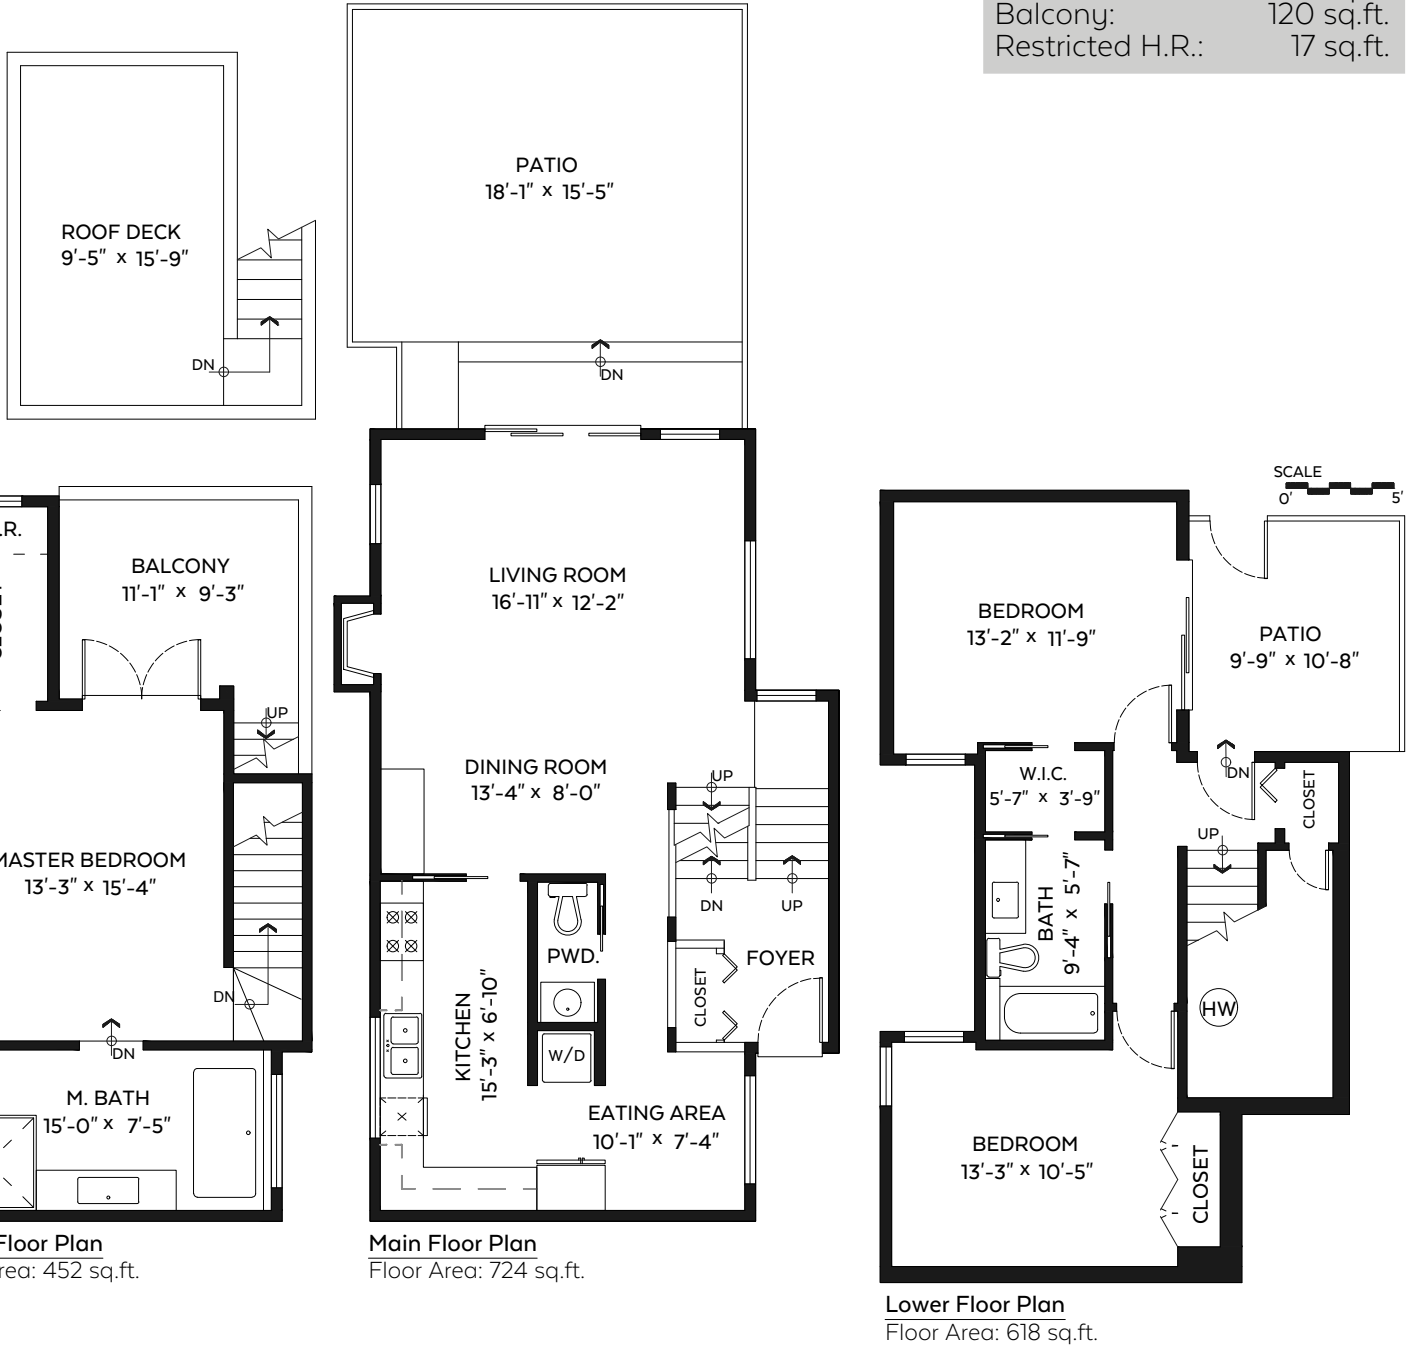 Balcony: 120 sq.ft.
Restricted H.R.: 17 sq.ft.
ROOF DECK
9'-5" x 15'-9"
DN
PATIO
18'-1" x 15'-5"
DN
.R.
BALCONY
11'-1" x 9'-3"
UP
MASTER BEDROOM
13'-3" x 15'-4"
DN
DN
M. BATH
15'-0" x 7'-5"
Floor Plan
rea: 452 sq.ft.
LIVING ROOM
16'-11" x 12'-2"
DINING ROOM
13'-4" x 8'-0"
UP
DN
UP
FOYER
CLOSET
PWD.
W/D
KITCHEN
15'-3" x 6'-10"
EATING AREA
10'-1" x 7'-4"
Main Floor Plan
Floor Area: 724 sq.ft.
SCALE
0' 5'
BEDROOM
13'-2" x 11'-9"
PATIO
9'-9" x 10'-8"
DN
W.I.C.
5'-7" x 3'-9"
CLOSET
UP
BATH
9'-4" x 5'-7"
HW
BEDROOM
13'-3" x 10'-5"
CLOSET
Lower Floor Plan
Floor Area: 618 sq.ft.